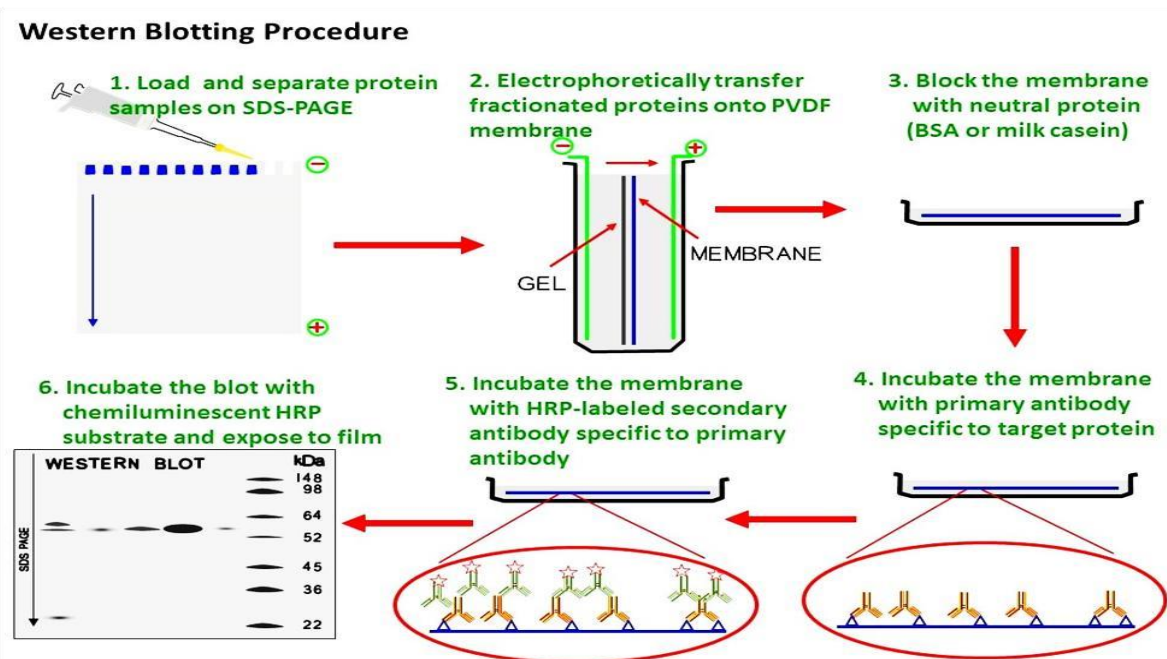 Western Blotting Procedure
1. Load and separate protein
samples on SDS-PAGE
2. Electrophoretically transfer
fractionated proteins onto PVDF
membrane
3. Block the membrane
with neutral protein
(BSA or milk casein)
MEMBRANE
GEL
4. Incubate the membrane
with primary antibody
specific to target protein
5. Incubate the membrane
with HRP-labeled secondary
antibody specific to primary
antibody
6. Incubate the blot with
chemiluminescent HRP
substrate and expose to film
WESTERN BLOT
kDa
148
98
64
52
45
36
22
SDS PAGE